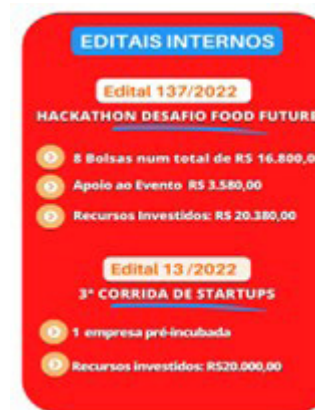 EDITAIS INTERNOS
Edital 137/2022
HACKATHON DESAFIO FOOD FUTURE
8 Bolsas num total de R$ 16.800,0
Apoio ao Evento R$ 3.580,00
Recursos Investidos: R$ 20.380,00
Edital 13 /2022
3ª CORRIDA DE STARTUPS
1 empresa pré-incubada
Recursos investidos: R$20.000,00